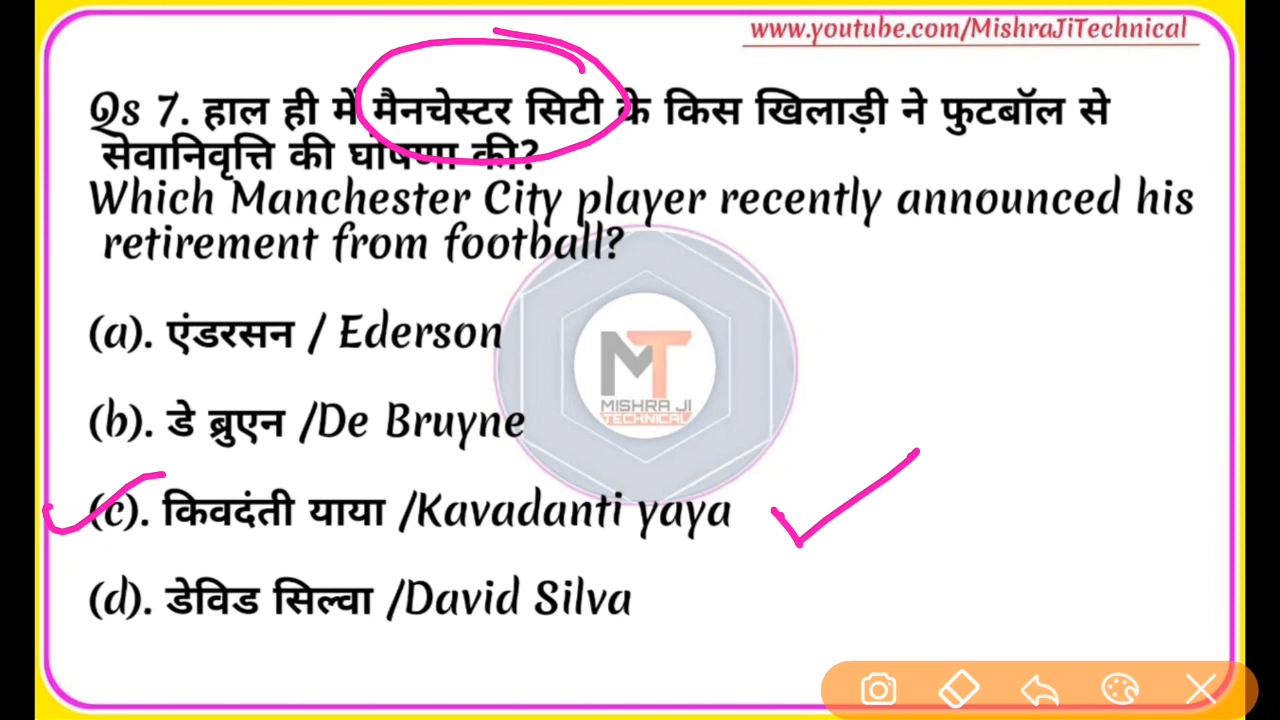 www.youtube.com/MishraJiTechnical
Qs 7. हाल ही में मैनचेस्टर सिटी के किस खिलाड़ी ने फुटबॉल से
सेवानिवृत्ति की घोषणा की?
Which Manchester City player recently announced his
retirement from football?
(a). एंडरसन / Ederson
(b). डे ब्रुएन /De Bruyne
MT
MISHRA JI
TECHNICAL
(c). किवदंती याया /Kavadanti yaya
(d). डेविड सिल्वा /David Silva